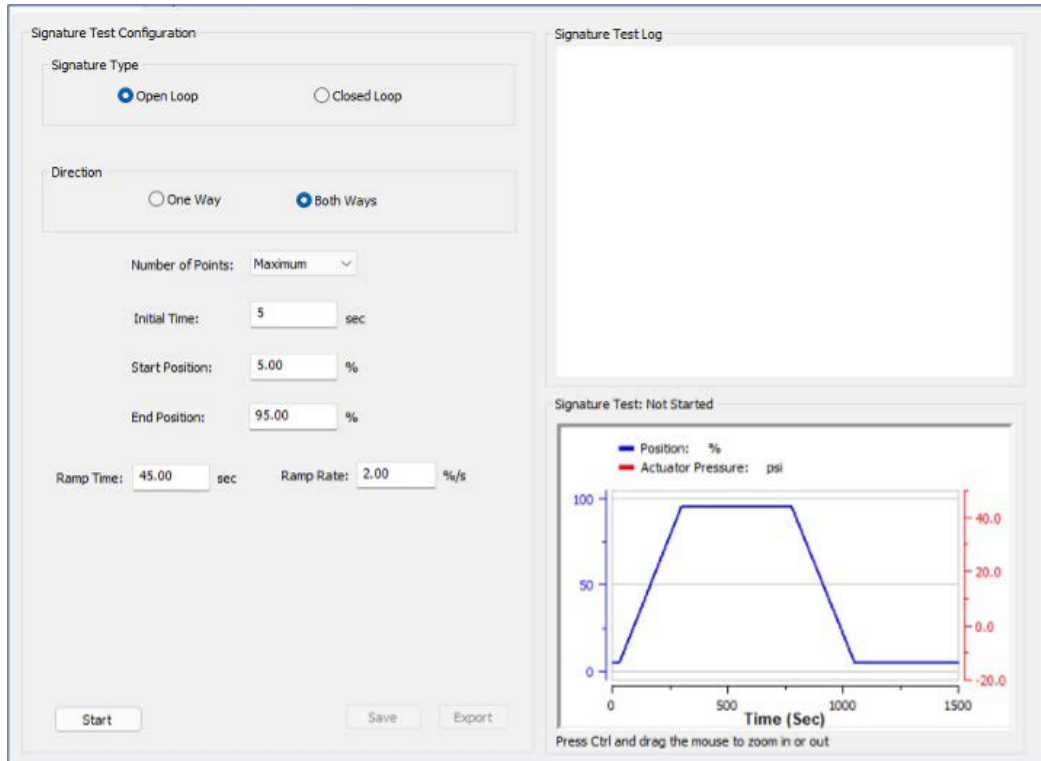 Signature Test Configuration
Signature Type
Open Loop Closed Loop
Direction
One Way Both Ways
Number of Points: Maximum
Initial Time: 5 sec
Start Position: 5.00 %
End Position: 95.00 %
Ramp Time: 45.00 sec Ramp Rate: 2.00 %/s
Start Save Export
Signature Test Log
Signature Test: Not Started
Position: %
Actuator Pressure: psi
100
50
0
40.0
20.0
0.0
-20.0
0 500 1000 1500
Time (Sec)
Press Ctrl and drag the mouse to zoom in or out